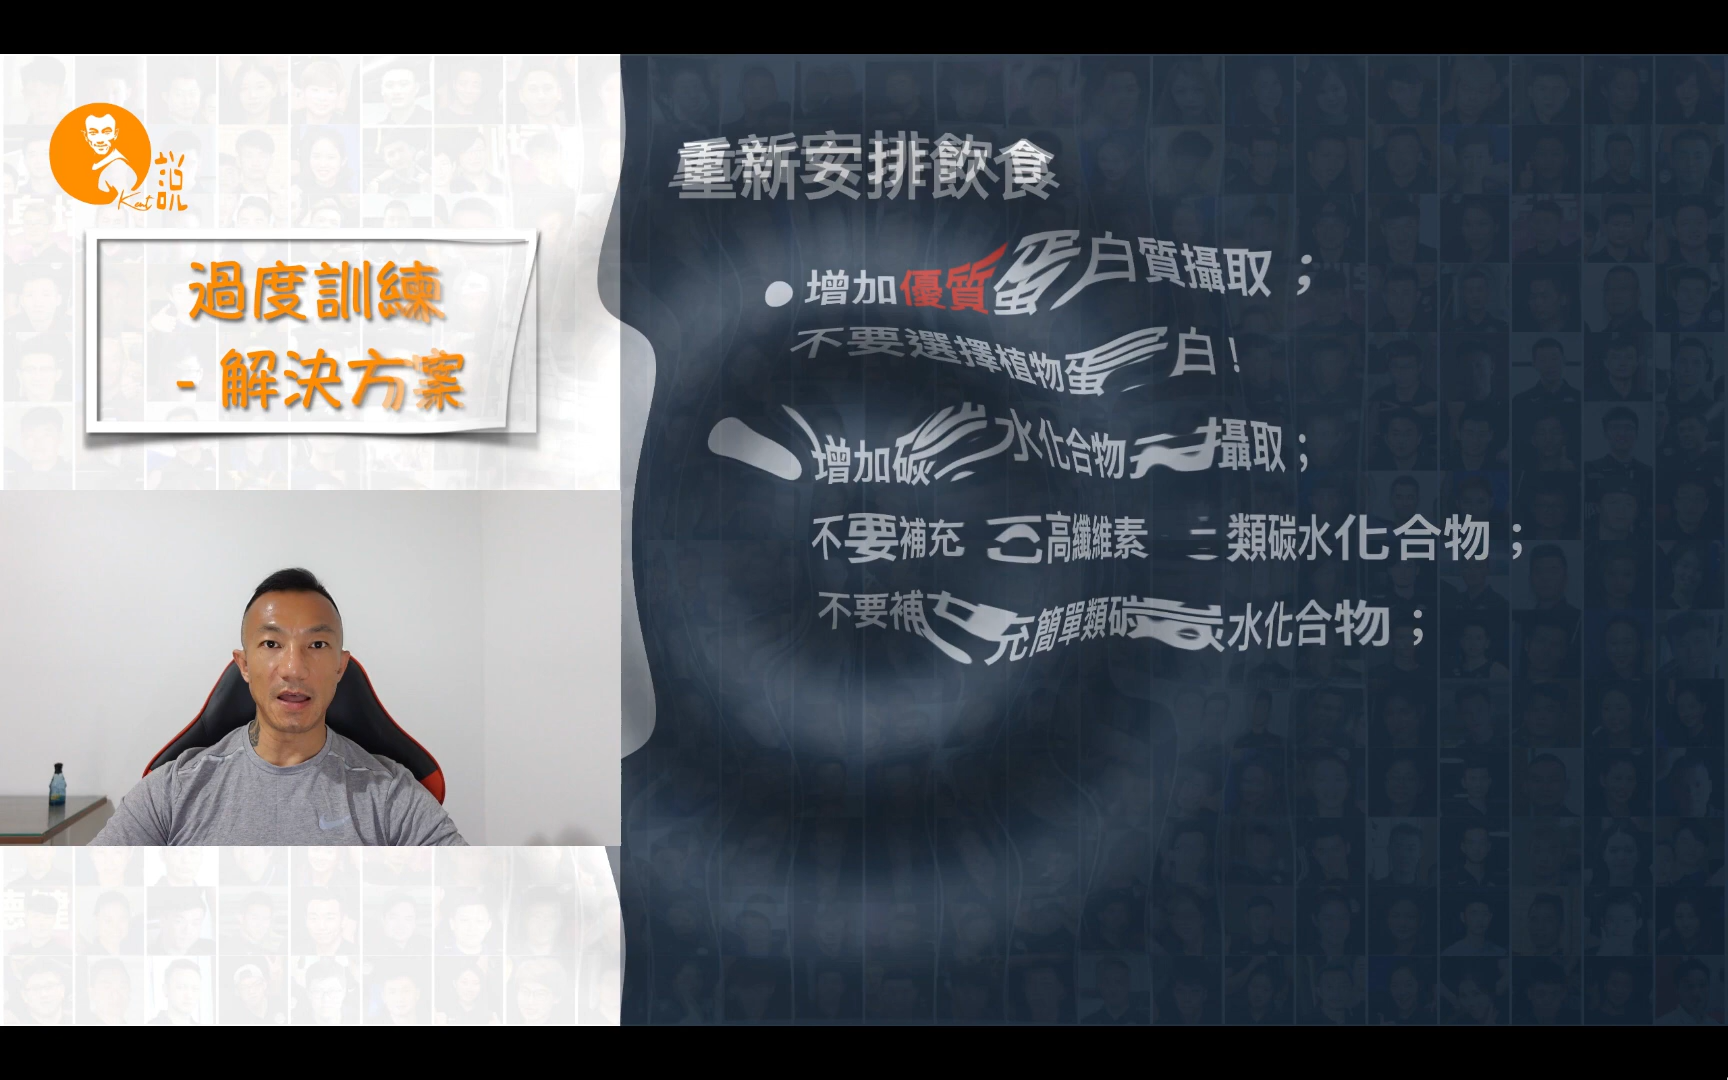 Kent 說
過度訓練
- 解決方案
重新安排飲食
• 增加優質蛋白質攝取；
不要選擇植物蛋白！
增加碳水化合物攝取；
不要補充高纖維素類碳水化合物；
不要補充簡單類碳水化合物；